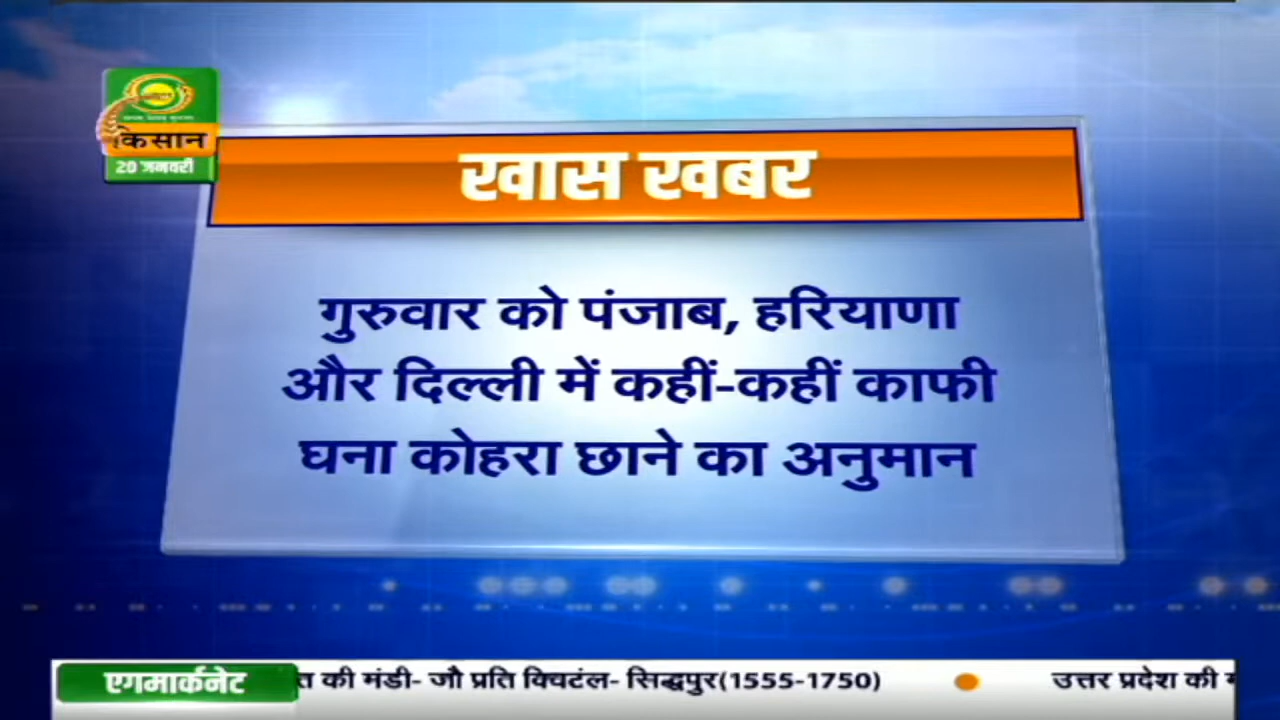 किसान
20 जनवरी
खास खबर
गुरुवार को पंजाब, हरियाणा
और दिल्ली में कहीं-कहीं काफी
घना कोहरा छाने का अनुमान
एगमार्कनेट
की मंडी- जौ प्रति क्विटंल- सिद्धपुर(1555-1750)
उत्तर प्रदेश की